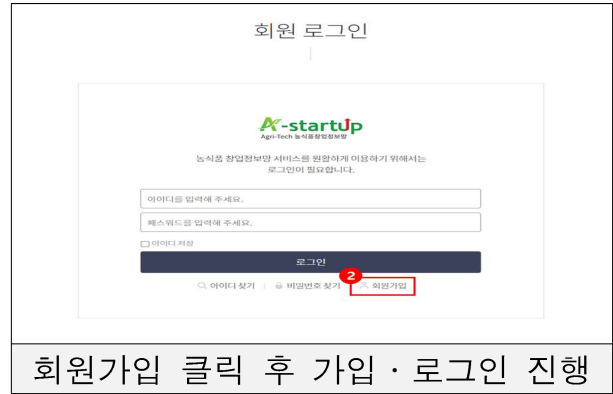 회원 로그인
A-startUp
Agri-Tech 농식품창업정보망
농식품 창업정보망 서비스를 원활하게 이용하기 위해서는
로그인이 필요합니다.
아이디를 입력해 주세요.
패스워드를 입력해 주세요.
아이디 저장
로그인
2
아이디 찾기 | 비밀번호 찾기 회원가입
회원가입 클릭 후 가입·로그인 진행